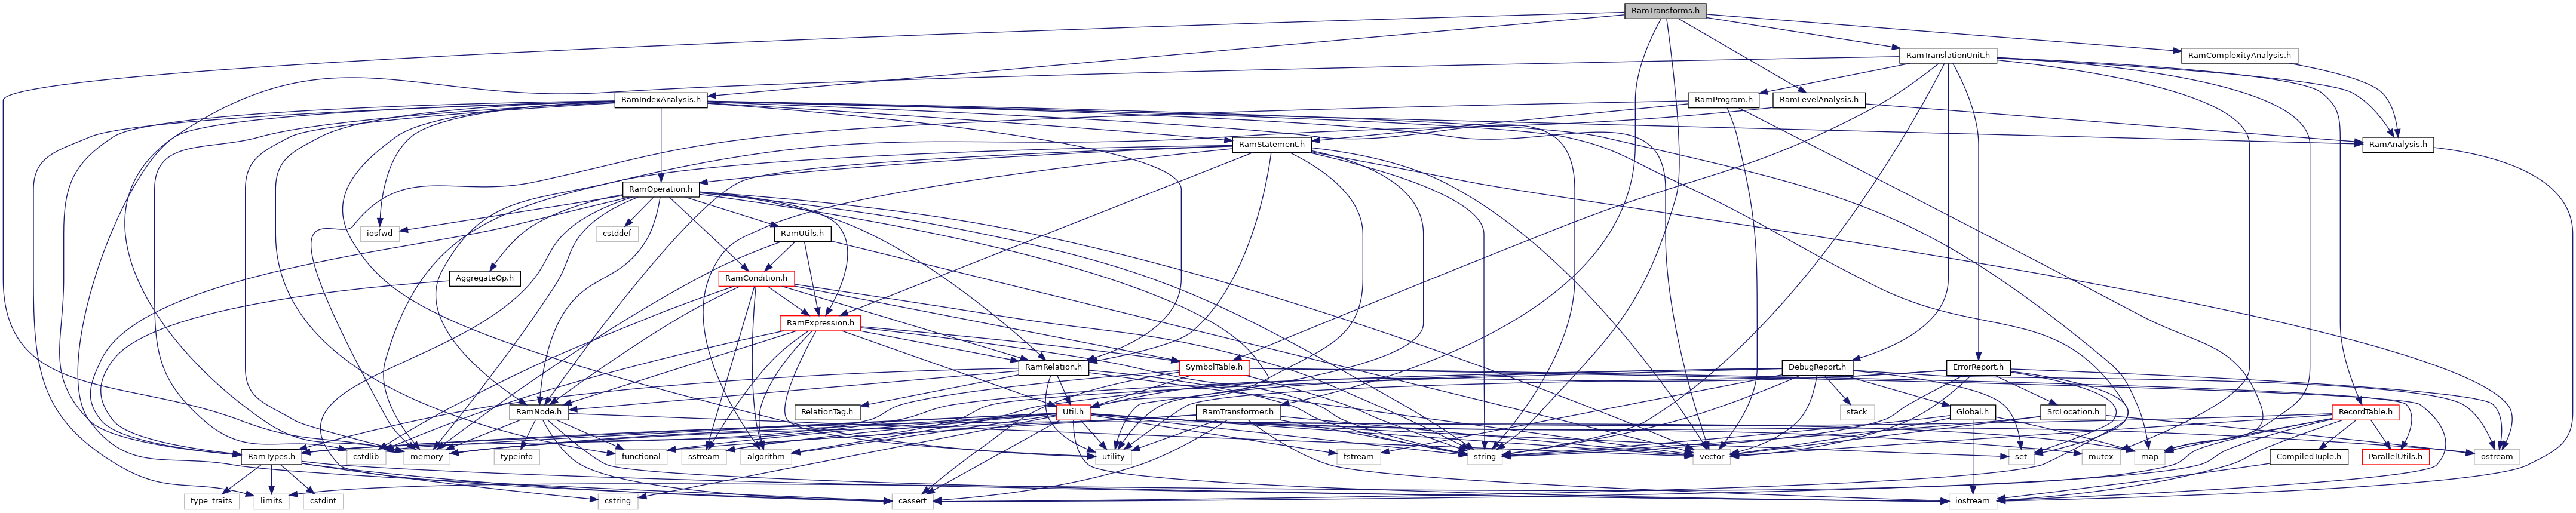 RamTransforms.h
RamTranslationUnit.h
RamComplexityAnalysis.h
RamIndexAnalysis.h
RamProgram.h
RamLevelAnalysis.h
RamStatement.h
RamAnalysis.h
RamOperation.h
iosfwd
cstddef
RamUtils.h
AggregateOp.h
RamCondition.h
RamExpression.h
RamRelation.h
SymbolTable.h
DebugReport.h
ErrorReport.h
RamNode.h
RelationTag.h
Util.h
RamTransformer.h
stack
Global.h
SrcLocation.h
RecordTable.h
RamTypes.h
cstdlib
memory
typeinfo
functional
sstream
algorithm
utility
fstream
string
vector
set
mutex
map
CompiledTuple.h
ParallelUtils.h
ostream
type_traits
limits
cstdint
cstring
cassert
iostream